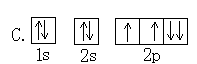 C. ↑↓ ↑↓ ↑ ↑ ↓↓
1s 2s 2p